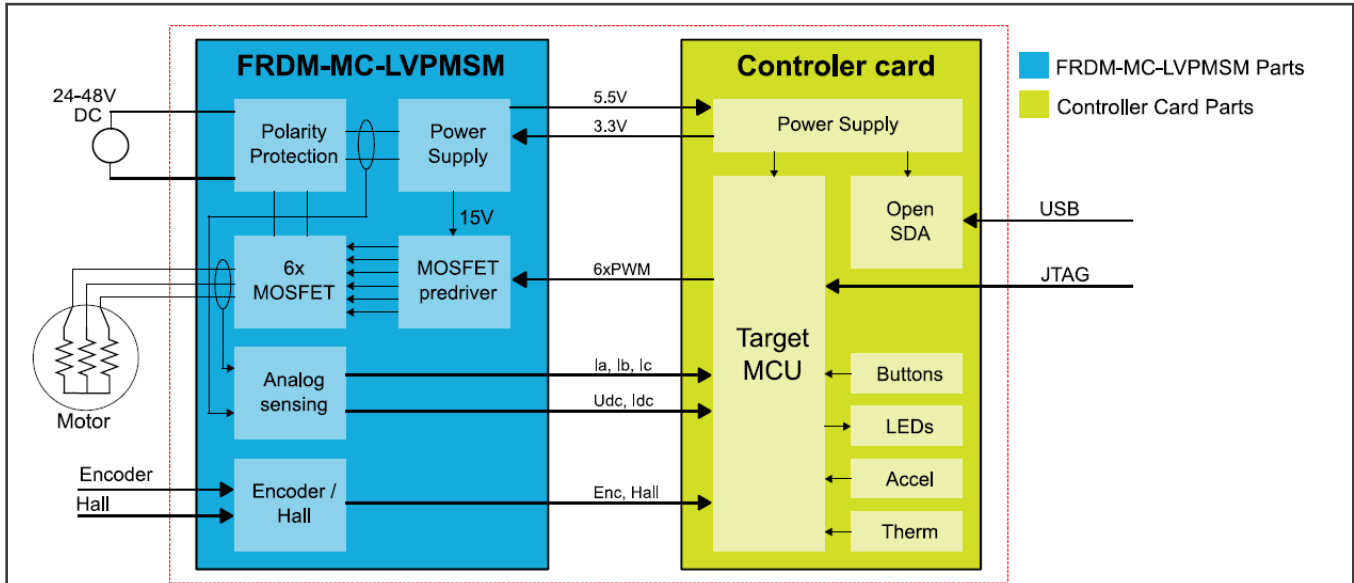 FRDM-MC-LVPMSM
Controler card
FRDM-MC-LVPMSM Parts
Controller Card Parts
24-48V
DC
Polarity
Protection
Power
Supply
5.5V
3.3V
Power Supply
15V
Open
SDA
USB
JTAG
6x
MOSFET
MOSFET
predriver
6xPWM
Target
MCU
Motor
Analog
sensing
Ia, Ib, Ic
Udc, Idc
Buttons
LEDs
Accel
Therm
Encoder
Hall
Encoder /
Hall
Enc, Hall